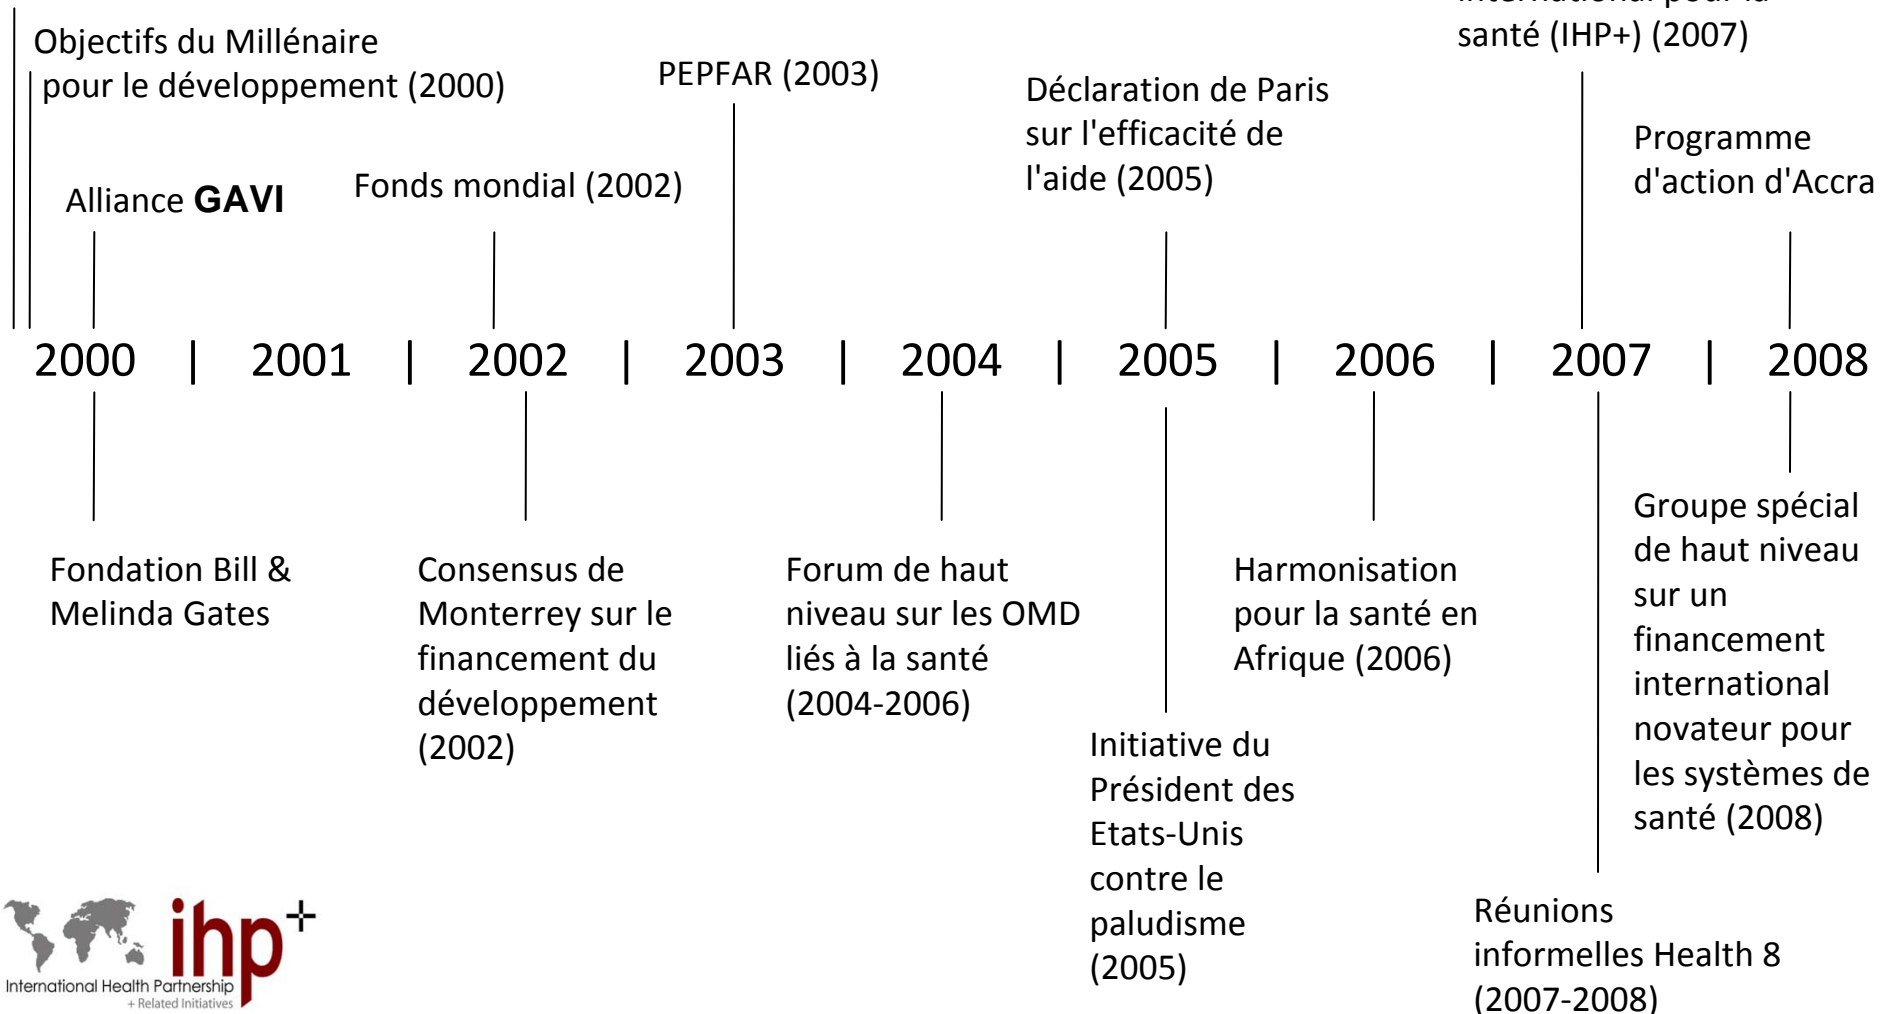 santé (IHP+) (2007)
Objectifs du Millénaire
pour le développement (2000)
PEPFAR (2003)
Déclaration de Paris
sur l'efficacité de
l'aide (2005)
Programme
d'action d'Accra
Alliance GAVI
Fonds mondial (2002)
2000 | 2001 | 2002 | 2003 | 2004 | 2005 | 2006 | 2007 | 2008
Fondation Bill &
Melinda Gates
Consensus de
Monterrey sur le
financement du
développement
(2002)
Forum de haut
niveau sur les OMD
liés à la santé
(2004-2006)
Initiative du
Président des
Etats-Unis
contre le
paludisme
(2005)
Harmonisation
pour la santé en
Afrique (2006)
Réunions
informelles Health 8
(2007-2008)
Groupe spécial
de haut niveau
sur un
financement
international
novateur pour
les systèmes de
santé (2008)
ihp+
International Health Partnership
+ Related Initiatives